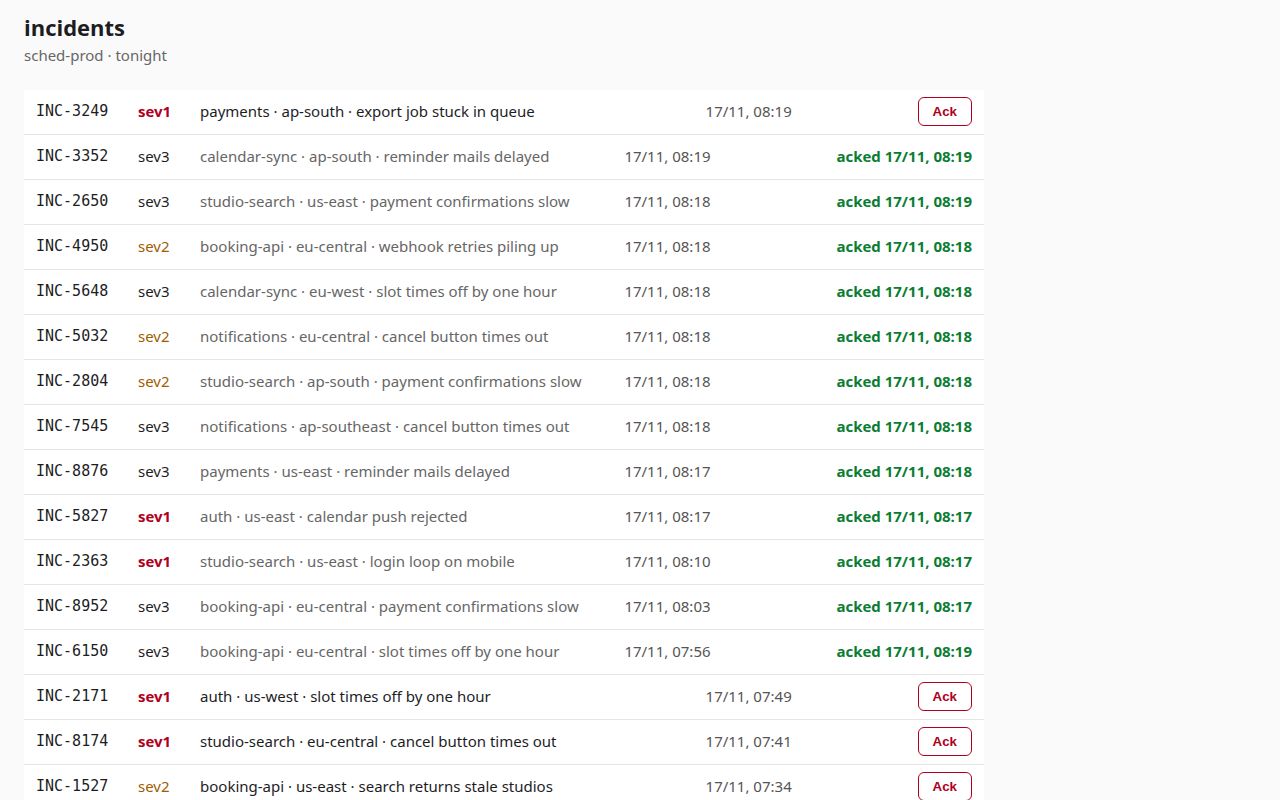 incidents
sched-prod · tonight
INC-3249 sev1 payments · ap-south · export job stuck in queue 17/11, 08:19 Ack
INC-3352 sev3 calendar-sync · ap-south · reminder mails delayed 17/11, 08:19 acked 17/11, 08:19
INC-2650 sev3 studio-search · us-east · payment confirmations slow 17/11, 08:18 acked 17/11, 08:19
INC-4950 sev2 booking-api · eu-central · webhook retries piling up 17/11, 08:18 acked 17/11, 08:18
INC-5648 sev3 calendar-sync · eu-west · slot times off by one hour 17/11, 08:18 acked 17/11, 08:18
INC-5032 sev2 notifications · eu-central · cancel button times out 17/11, 08:18 acked 17/11, 08:18
INC-2804 sev2 studio-search · ap-south · payment confirmations slow 17/11, 08:18 acked 17/11, 08:18
INC-7545 sev3 notifications · ap-southeast · cancel button times out 17/11, 08:18 acked 17/11, 08:18
INC-8876 sev3 payments · us-east · reminder mails delayed 17/11, 08:17 acked 17/11, 08:18
INC-5827 sev1 auth · us-east · calendar push rejected 17/11, 08:17 acked 17/11, 08:17
INC-2363 sev1 studio-search · us-east · login loop on mobile 17/11, 08:10 acked 17/11, 08:17
INC-8952 sev3 booking-api · eu-central · payment confirmations slow 17/11, 08:03 acked 17/11, 08:17
INC-6150 sev3 booking-api · eu-central · slot times off by one hour 17/11, 07:56 acked 17/11, 08:19
INC-2171 sev1 auth · us-west · slot times off by one hour 17/11, 07:49 Ack
INC-8174 sev1 studio-search · eu-central · cancel button times out 17/11, 07:41 Ack
INC-1527 sev2 booking-api · us-east · search returns stale studios 17/11, 07:34 Ack